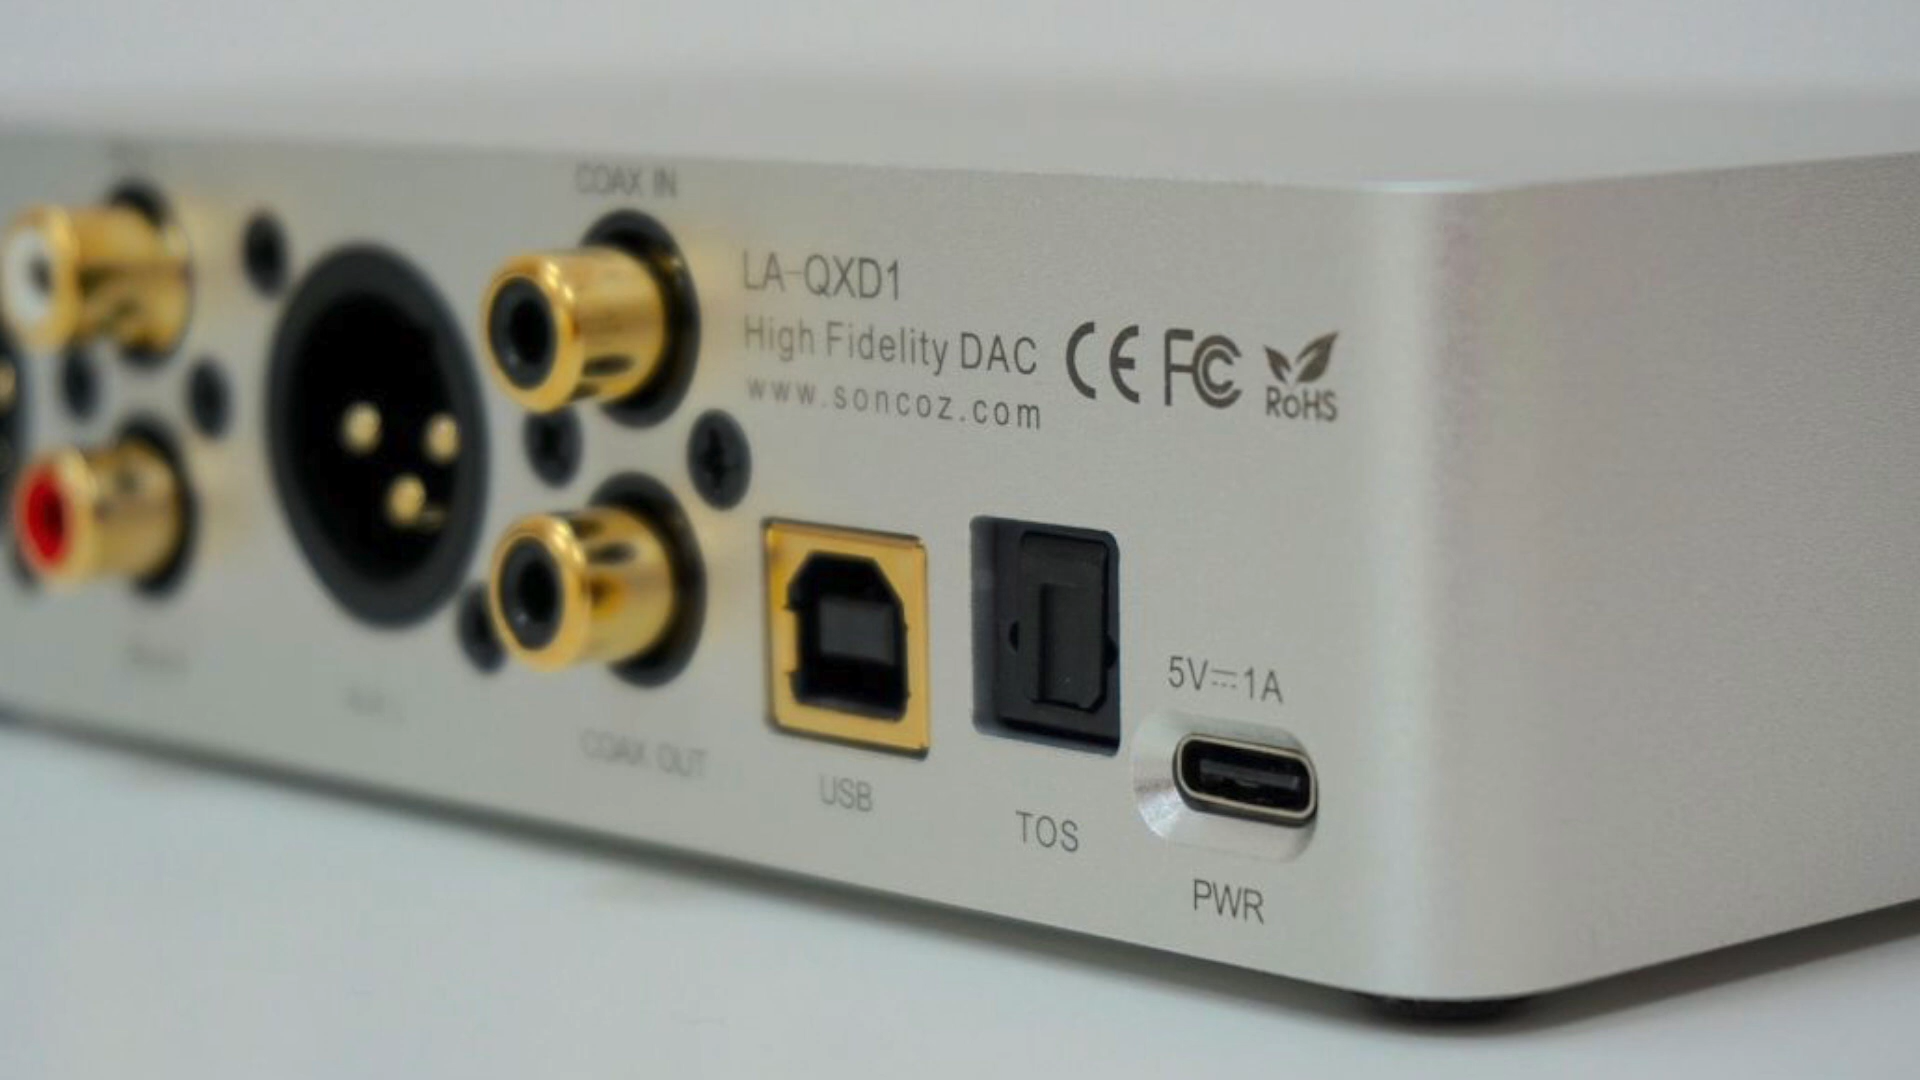 COAX IN
LA-QXD1
High Fidelity DAC CE FC RoHS
www.soncoz.com
5V⎓1A
COAX OUT
USB
TOS
PWR